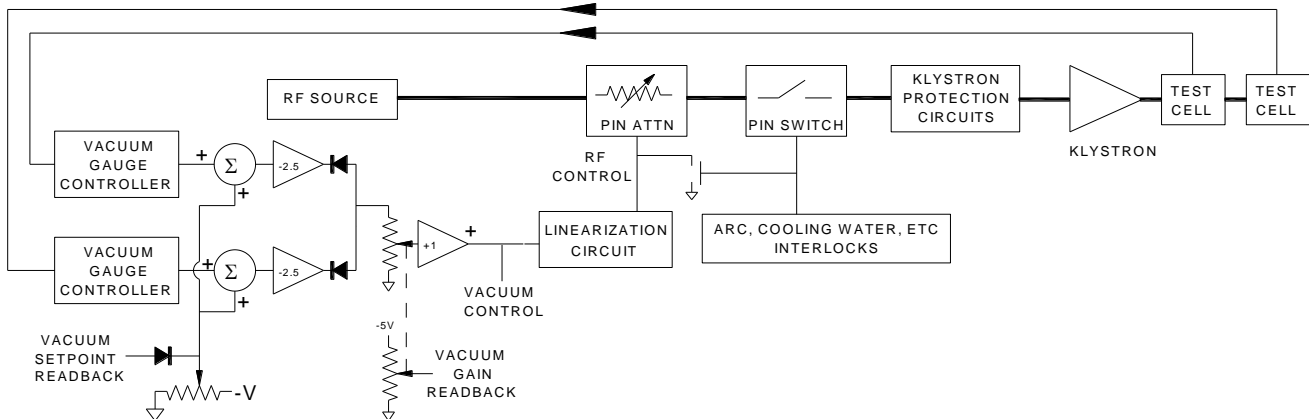 RF SOURCE
PIN ATTN
PIN SWITCH
KLYSTRON
PROTECTION
CIRCUITS
KLYSTRON
TEST
CELL
TEST
CELL
VACUUM
GAUGE
CONTROLLER
+
Σ
+
-2.5
RF
CONTROL
VACUUM
GAUGE
CONTROLLER
+
Σ
+
-2.5
+1
+
LINEARIZATION
CIRCUIT
ARC, COOLING WATER, ETC
INTERLOCKS
VACUUM
CONTROL
VACUUM
SETPOINT
READBACK
-V
-5V
VACUUM
GAIN
READBACK